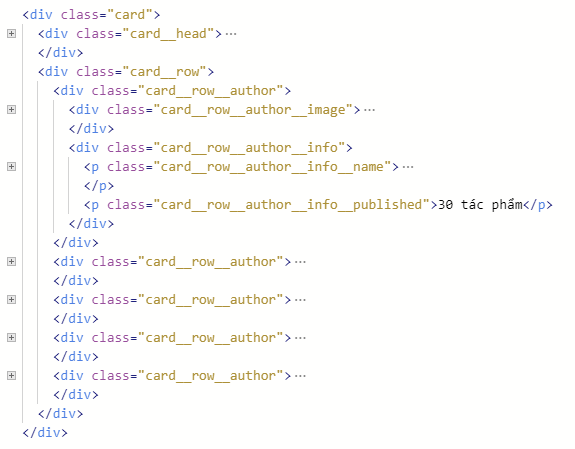 <div class="card">
<div class="card__head">...
</div>
<div class="card__row">
<div class="card__row__author">
<div class="card__row__author__image">...
</div>
<div class="card__row__author__info">
<p class="card__row__author__info__name">...
</p>
<p class="card__row__author__info__published">30 tác phẩm</p>
</div>
</div>
<div class="card__row__author">...
</div>
<div class="card__row__author">...
</div>
<div class="card__row__author">...
</div>
<div class="card__row__author">...
</div>
</div>
</div>